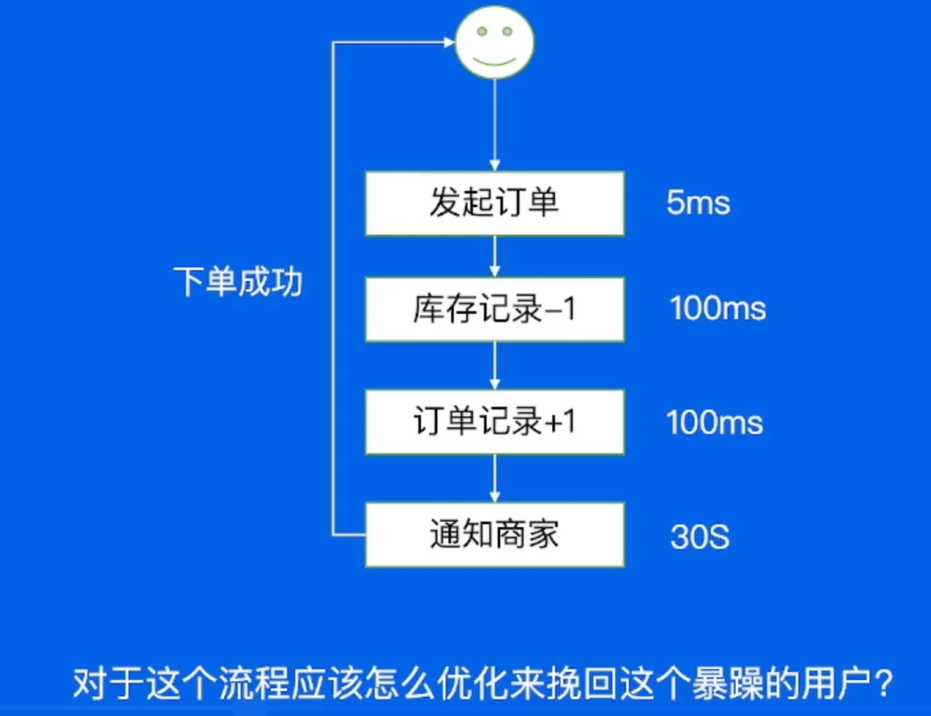 发起订单 5ms
下单成功
库存记录-1 100ms
订单记录+1 100ms
通知商家 30S
对于这个流程应该怎么优化来挽回这个暴躁的用户?